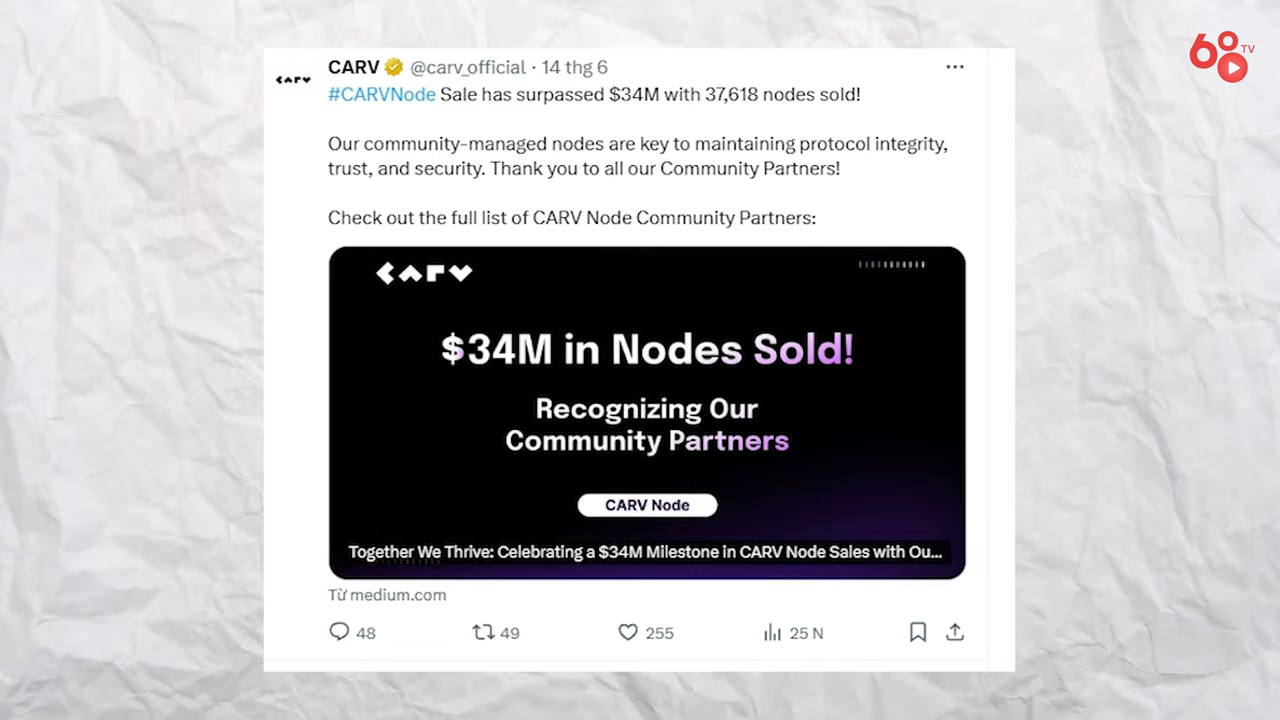 68
TV
CARV
CARV @carv_official · 14 thg 6
#CARVNode Sale has surpassed $34M with 37,618 nodes sold!
Our community-managed nodes are key to maintaining protocol integrity,
trust, and security. Thank you to all our Community Partners!
Check out the full list of CARV Node Community Partners:
CARV
$34M in Nodes Sold!
Recognizing Our
Community Partners
CARV Node
Together We Thrive: Celebrating a $34M Milestone in CARV Node Sales with Ou...
Từ medium.com
48 49 255 25 N